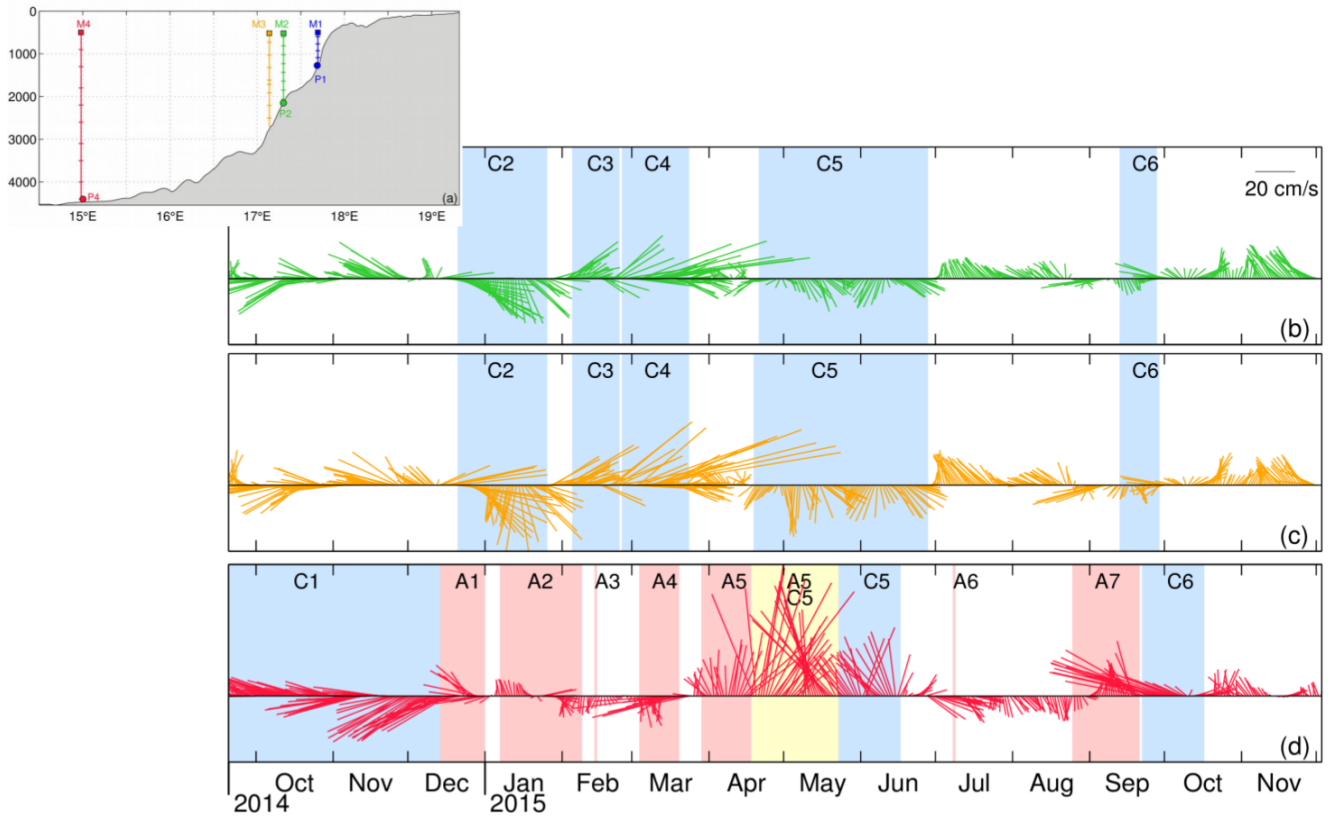 0
1000
2000
3000
4000
M4
M3
M2
M1
P1
P2
P4
(a)
15°E
16°E
17°E
18°E
19°E
C2
C3
C4
C5
C6
20 cm/s
(b)
C2
C3
C4
C5
C6
(c)
C1
A1
A2
A3
A4
A5
A5
C5
C5
A6
A7
C6
(d)
Oct
Nov
Dec
Jan
Feb
Mar
Apr
May
Jun
Jul
Aug
Sep
Oct
Nov
2014
2015